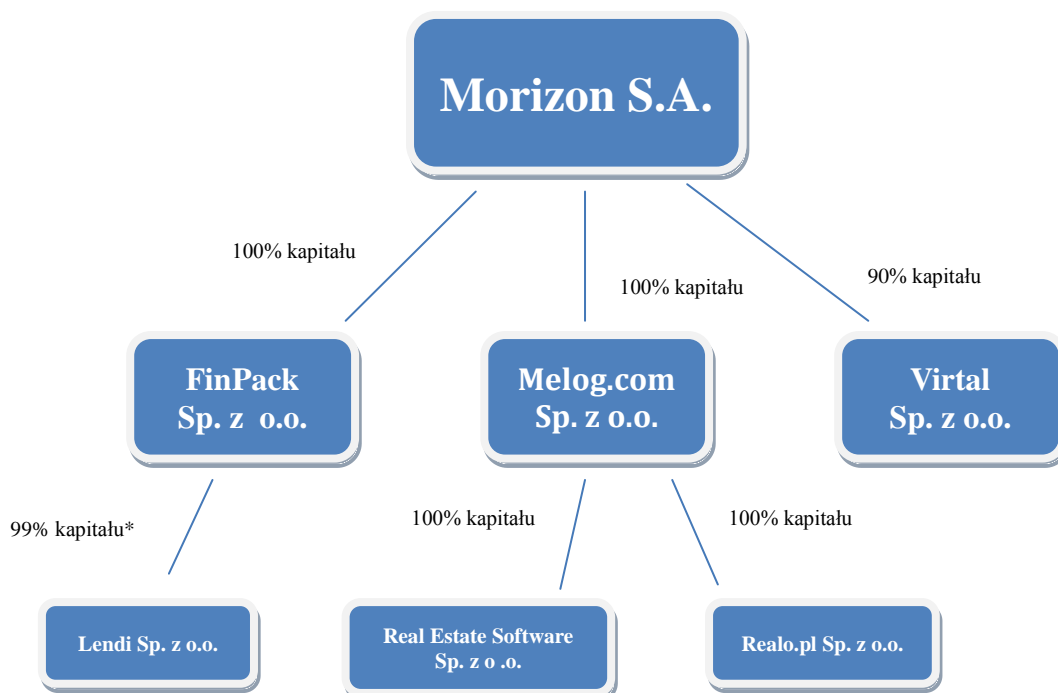 Morizon S.A.
100% kapitału
100% kapitału
90% kapitału
FinPack
Sp. z  o.o.
Melog.com
Sp. z o.o.
Virtal
Sp. z o.o.
99% kapitału*
100% kapitału
100% kapitału
Lendi Sp. z o.o.
Real Estate Software
Sp. z o .o.
Realo.pl Sp. z o.o.